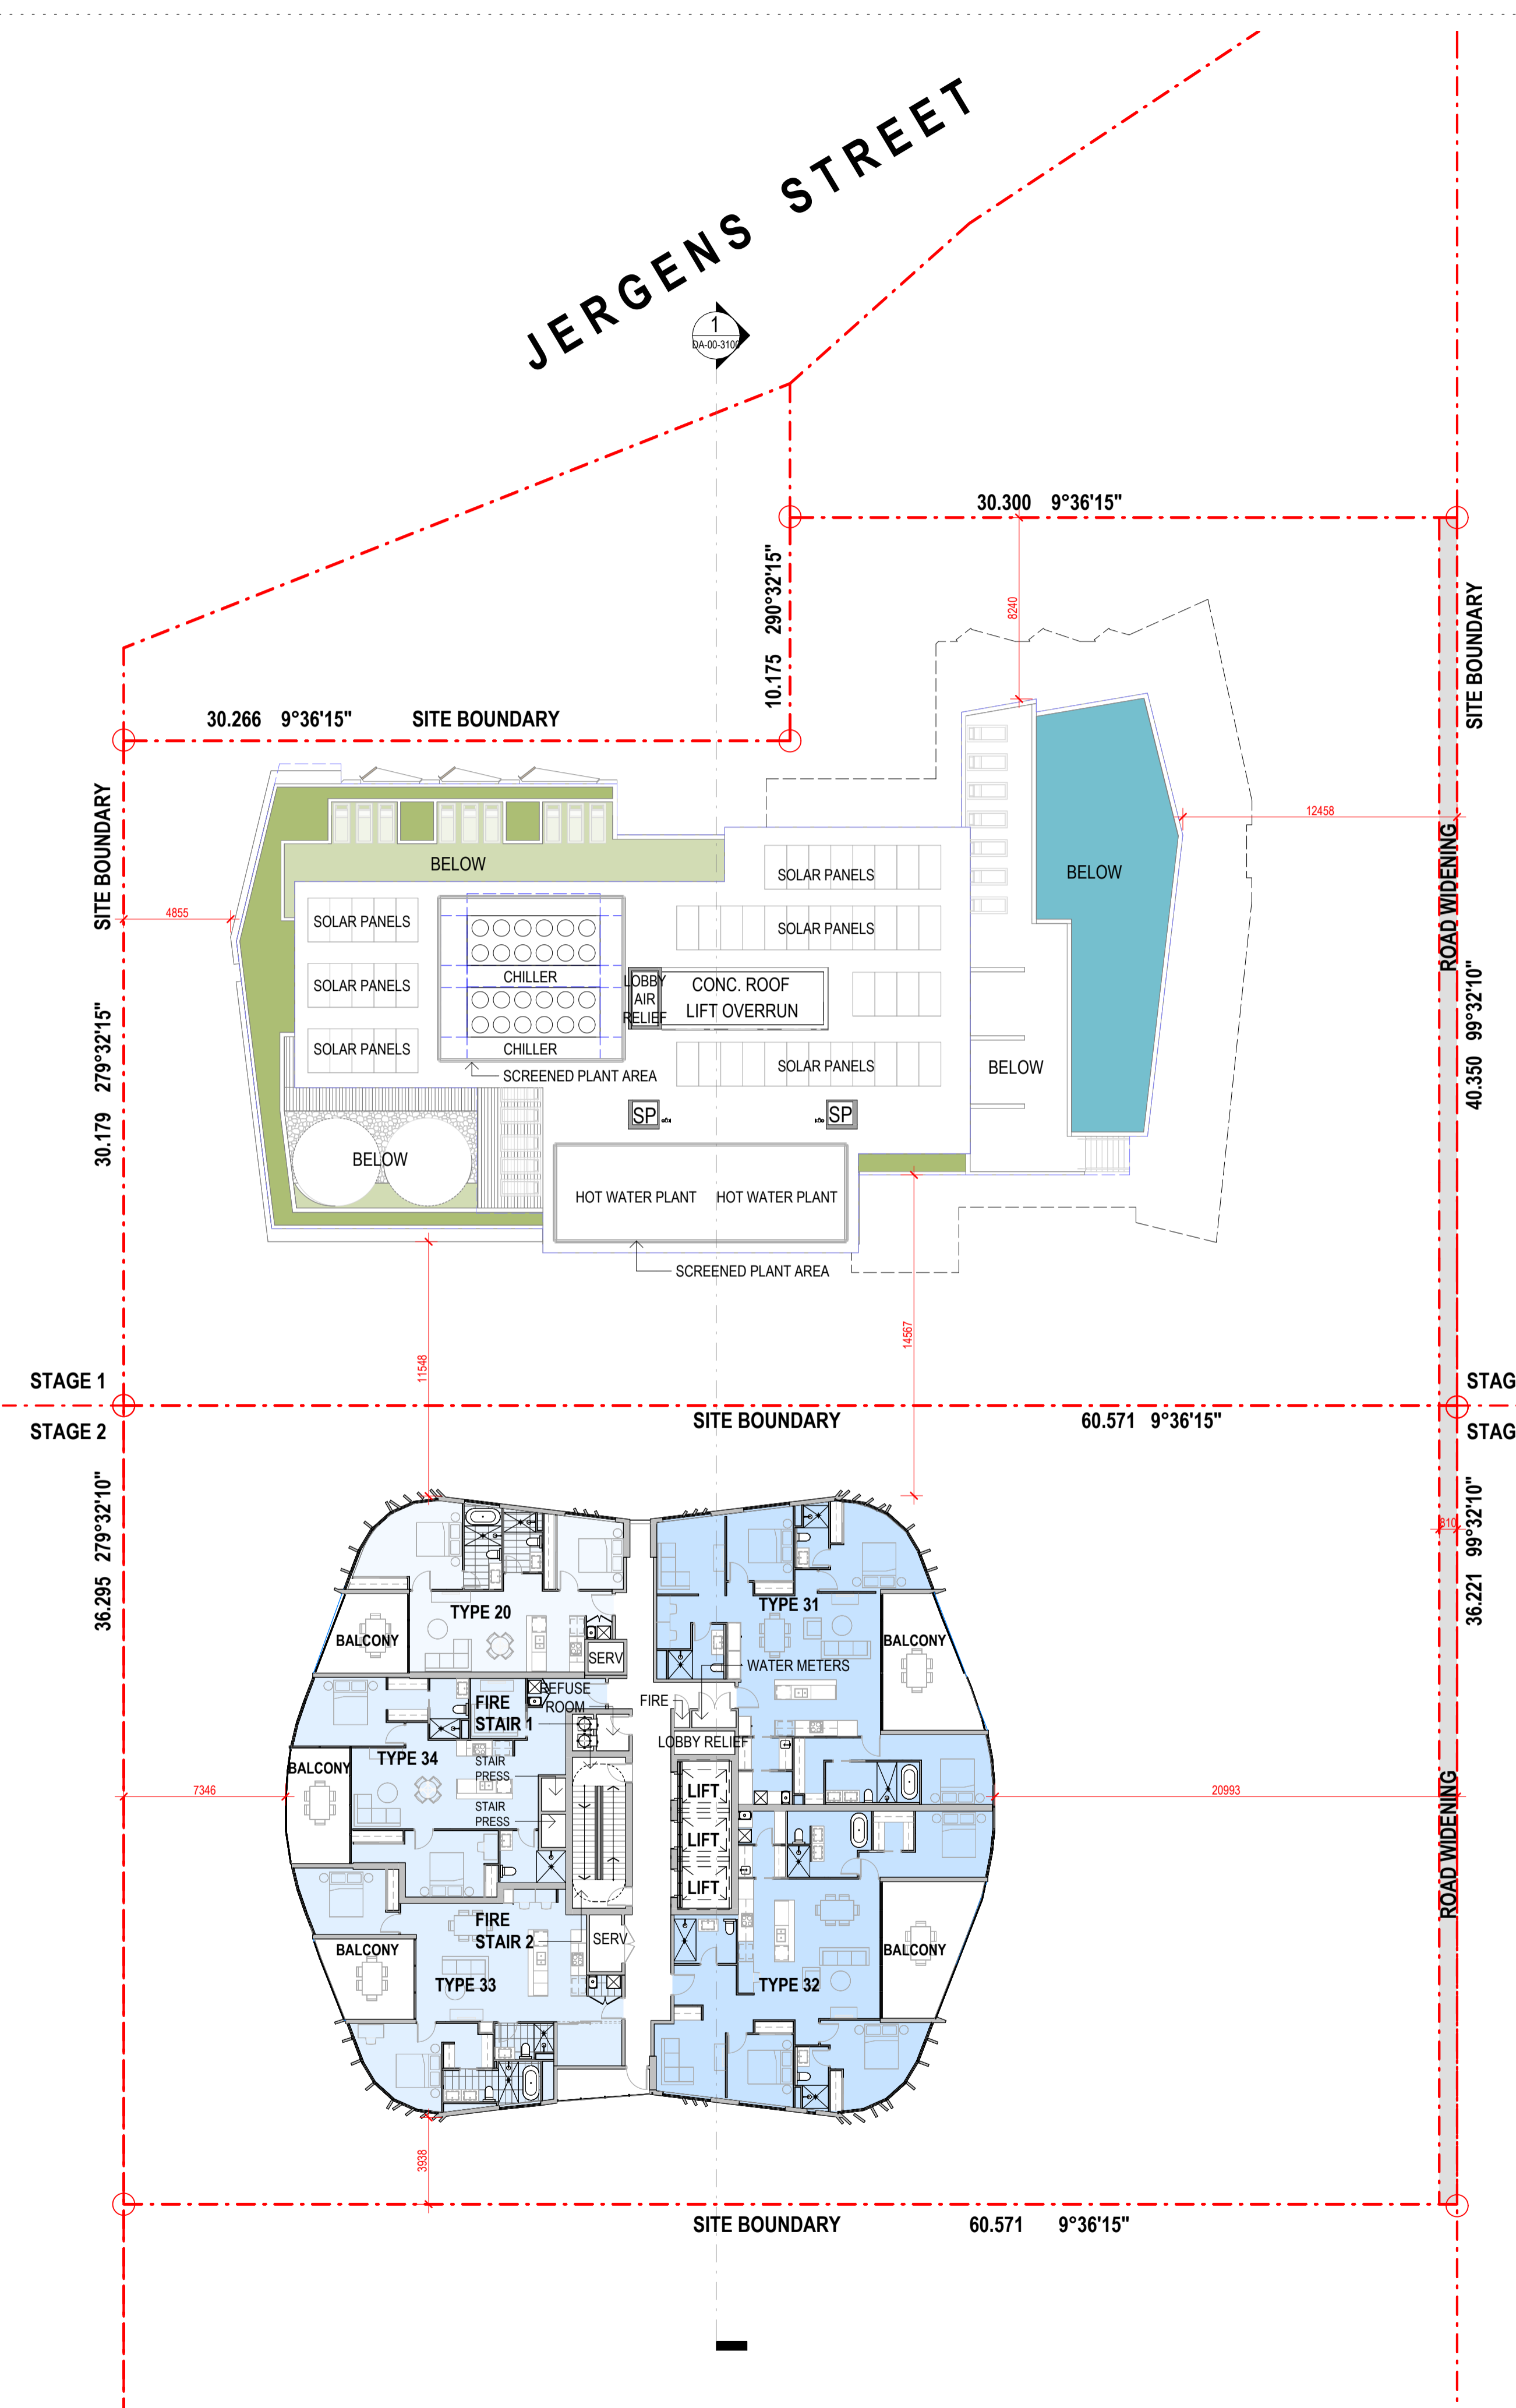 JERGENS STREET
1
DA-00-3100
30.300 9°36'15"
10.175 290°32'15"
8240
SITE BOUNDARY
30.266 9°36'15" SITE BOUNDARY
SITE BOUNDARY
12458
ROAD WIDENING
BELOW
BELOW
SOLAR PANELS
SOLAR PANELS
SOLAR PANELS
4855
CHILLER
LOBBY
AIR
RELIEF
CONC. ROOF
LIFT OVERRUN
SOLAR PANELS
SOLAR PANELS
CHILLER
SOLAR PANELS
SCREENED PLANT AREA
BELOW
30.179 279°32'15"
40.350 99°32'10"
SP
SP
BELOW
HOT WATER PLANT
HOT WATER PLANT
SCREENED PLANT AREA
11548
14567
STAGE 1
STAG
SITE BOUNDARY 60.571 9°36'15"
STAGE 2
STAG
36.295 279°32'10"
36.221 99°32'10"
810
TYPE 20
TYPE 31
BALCONY
BALCONY
SERV
WATER METERS
REFUSE
ROOM
FIRE
FIRE
STAIR 1
LOBBY RELIEF
TYPE 34
BALCONY
STAIR
PRESS
STAIR
PRESS
LIFT
LIFT
LIFT
7346
20993
ROAD WIDENING
FIRE
STAIR 2
SERV
BALCONY
BALCONY
TYPE 33
TYPE 32
3938
SITE BOUNDARY 60.571 9°36'15"